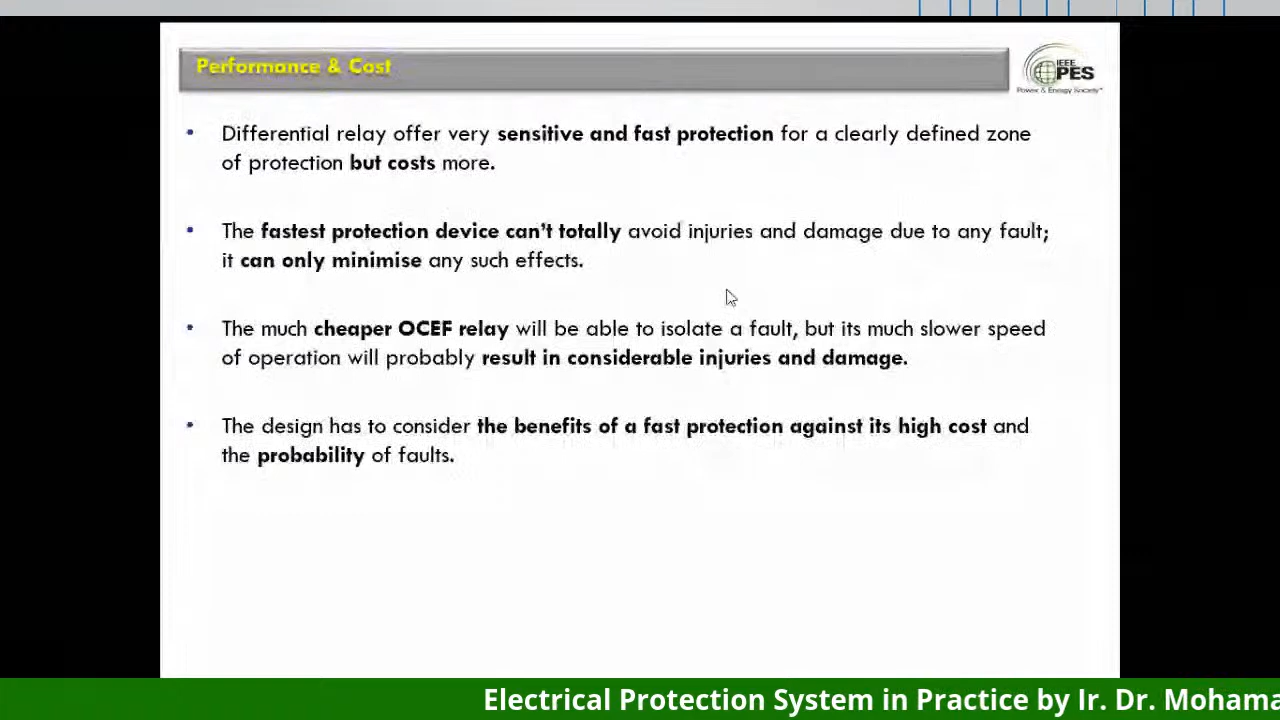 Performance & Cost
IEEE
PES
Power & Energy Society™
• Differential relay offer very sensitive and fast protection for a clearly defined zone
of protection but costs more.
• The fastest protection device can't totally avoid injuries and damage due to any fault;
it can only minimise any such effects.
• The much cheaper OCEF relay will be able to isolate a fault, but its much slower speed
of operation will probably result in considerable injuries and damage.
• The design has to consider the benefits of a fast protection against its high cost and
the probability of faults.
Electrical Protection System in Practice by Ir. Dr. Mohama